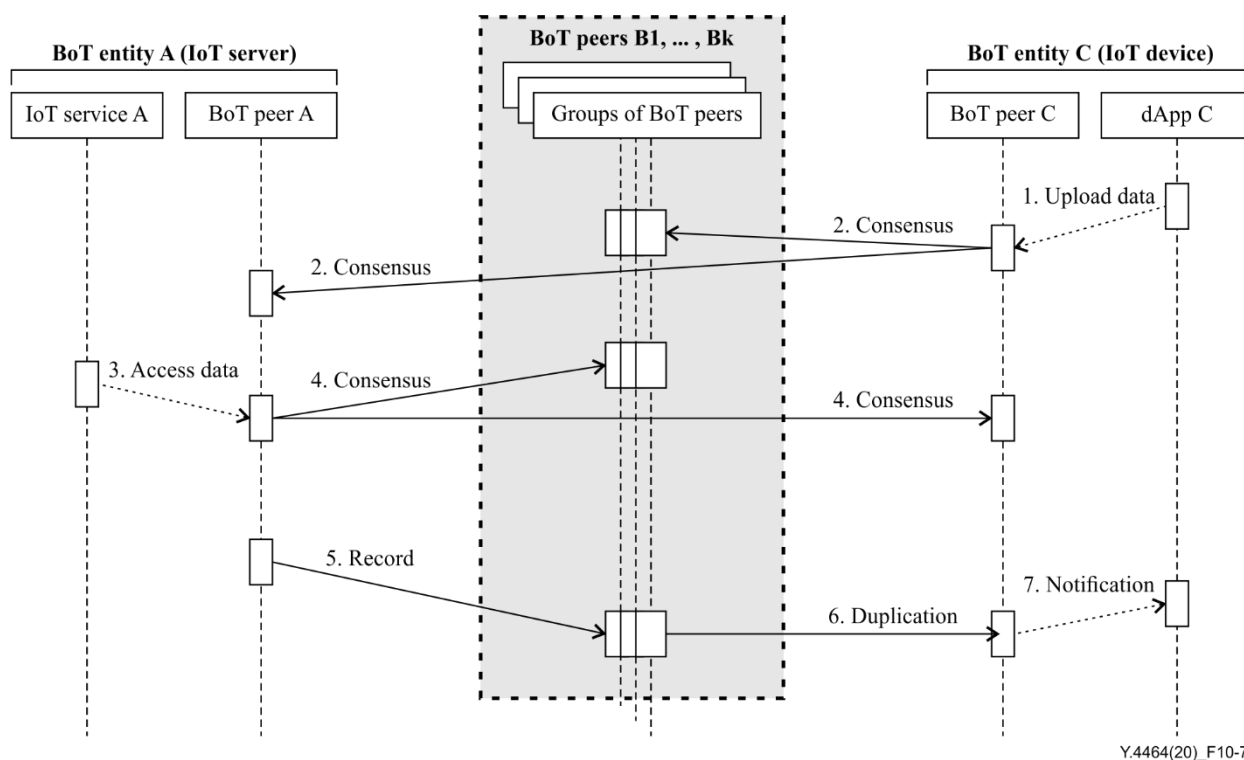 BoT peers B1, ... , Bk
BoT entity A (IoT server)
BoT entity C (IoT device)
IoT service A
BoT peer A
Groups of BoT peers
BoT peer C
dApp C
1. Upload data
2. Consensus
2. Consensus
3. Access data
4. Consensus
4. Consensus
5. Record
6. Duplication
7. Notification
Y.4464(20)_F10-7